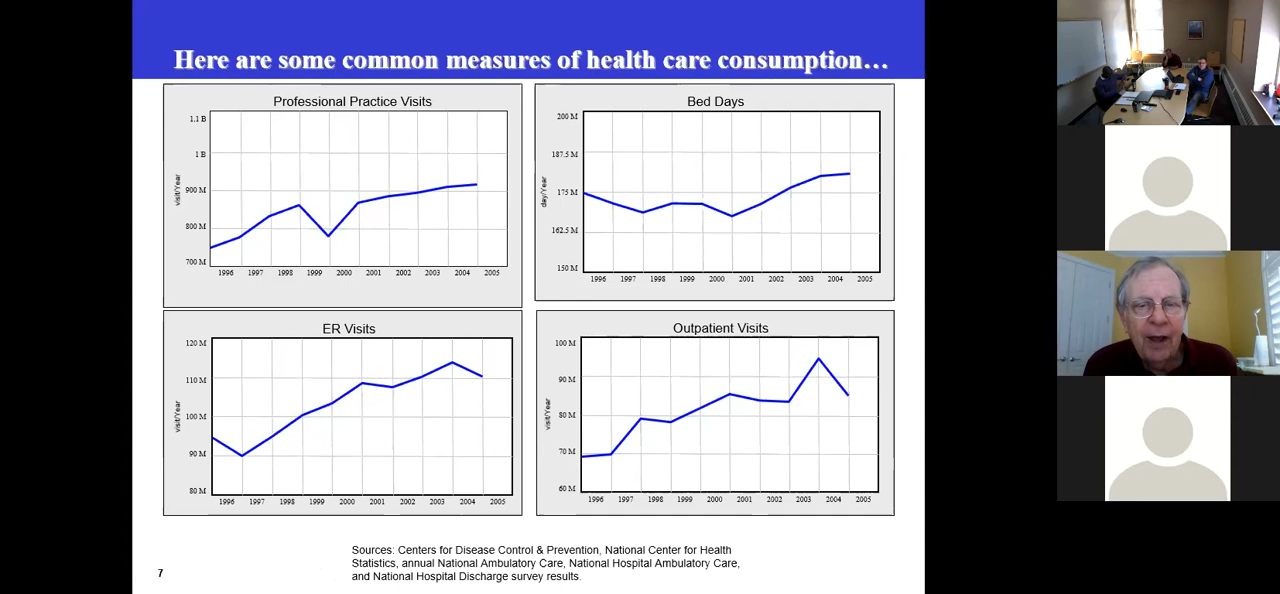 Here are some common measures of health care consumption…
Professional Practice Visits
1.1 B
1 B
900 M
800 M
700 M
visit/Year
1996 1997 1998 1999 2000 2001 2002 2003 2004 2005
Bed Days
200 M
187.5 M
175 M
162.5 M
150 M
day/Year
1996 1997 1998 1999 2000 2001 2002 2003 2004 2005
ER Visits
120 M
110 M
100 M
90 M
80 M
visit/Year
1996 1997 1998 1999 2000 2001 2002 2003 2004 2005
Outpatient Visits
100 M
90 M
80 M
70 M
60 M
visit/Year
1996 1997 1998 1999 2000 2001 2002 2003 2004 2005
Sources: Centers for Disease Control & Prevention, National Center for Health
Statistics, annual National Ambulatory Care, National Hospital Ambulatory Care,
and National Hospital Discharge survey results.
7